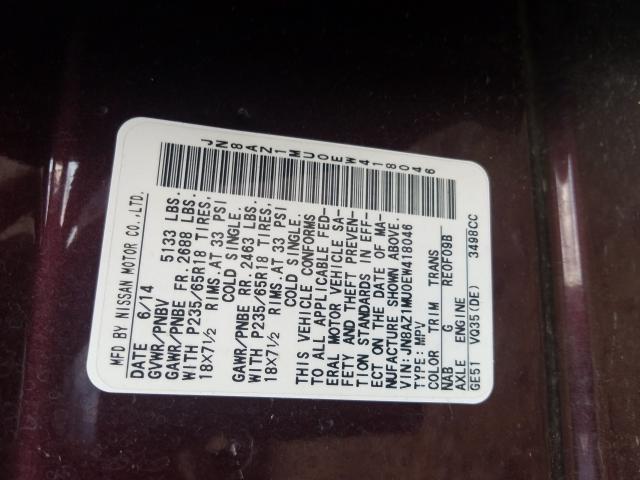 MFD BY NISSAN MOTOR CO.,LTD.
DATE 6/14
GVWR/PNBV 5133 LBS.
GAWR/PNBE FR. 2688 LBS.
WITH P235/65R18 TIRES,
18X7½ RIMS.AT 33 PSI
COLD SINGLE.
GAWR/PNBE RR. 2463 LBS.
WITH P235/65R18 TIRES,
18X7½ RIMS.AT 33 PSI
COLD SINGLE.
THIS VEHICLE CONFORMS
TO ALL APPLICABLE FED-
ERAL MOTOR VEHICLE SA-
FETY AND THEFT PREVEN-
TION STANDARDS IN EFF-
ECT ON THE DATE OF MA-
NUFACTURE SHOWN ABOVE.
VIN:JN8AZ1MU0EW418046
TYPE: MPV
COLOR TRIM TRANS
NAB G RE0F09B
AXLE ENGINE
GE51 VQ35(DE) 3498CC
JN8AZ1MU0EW418046